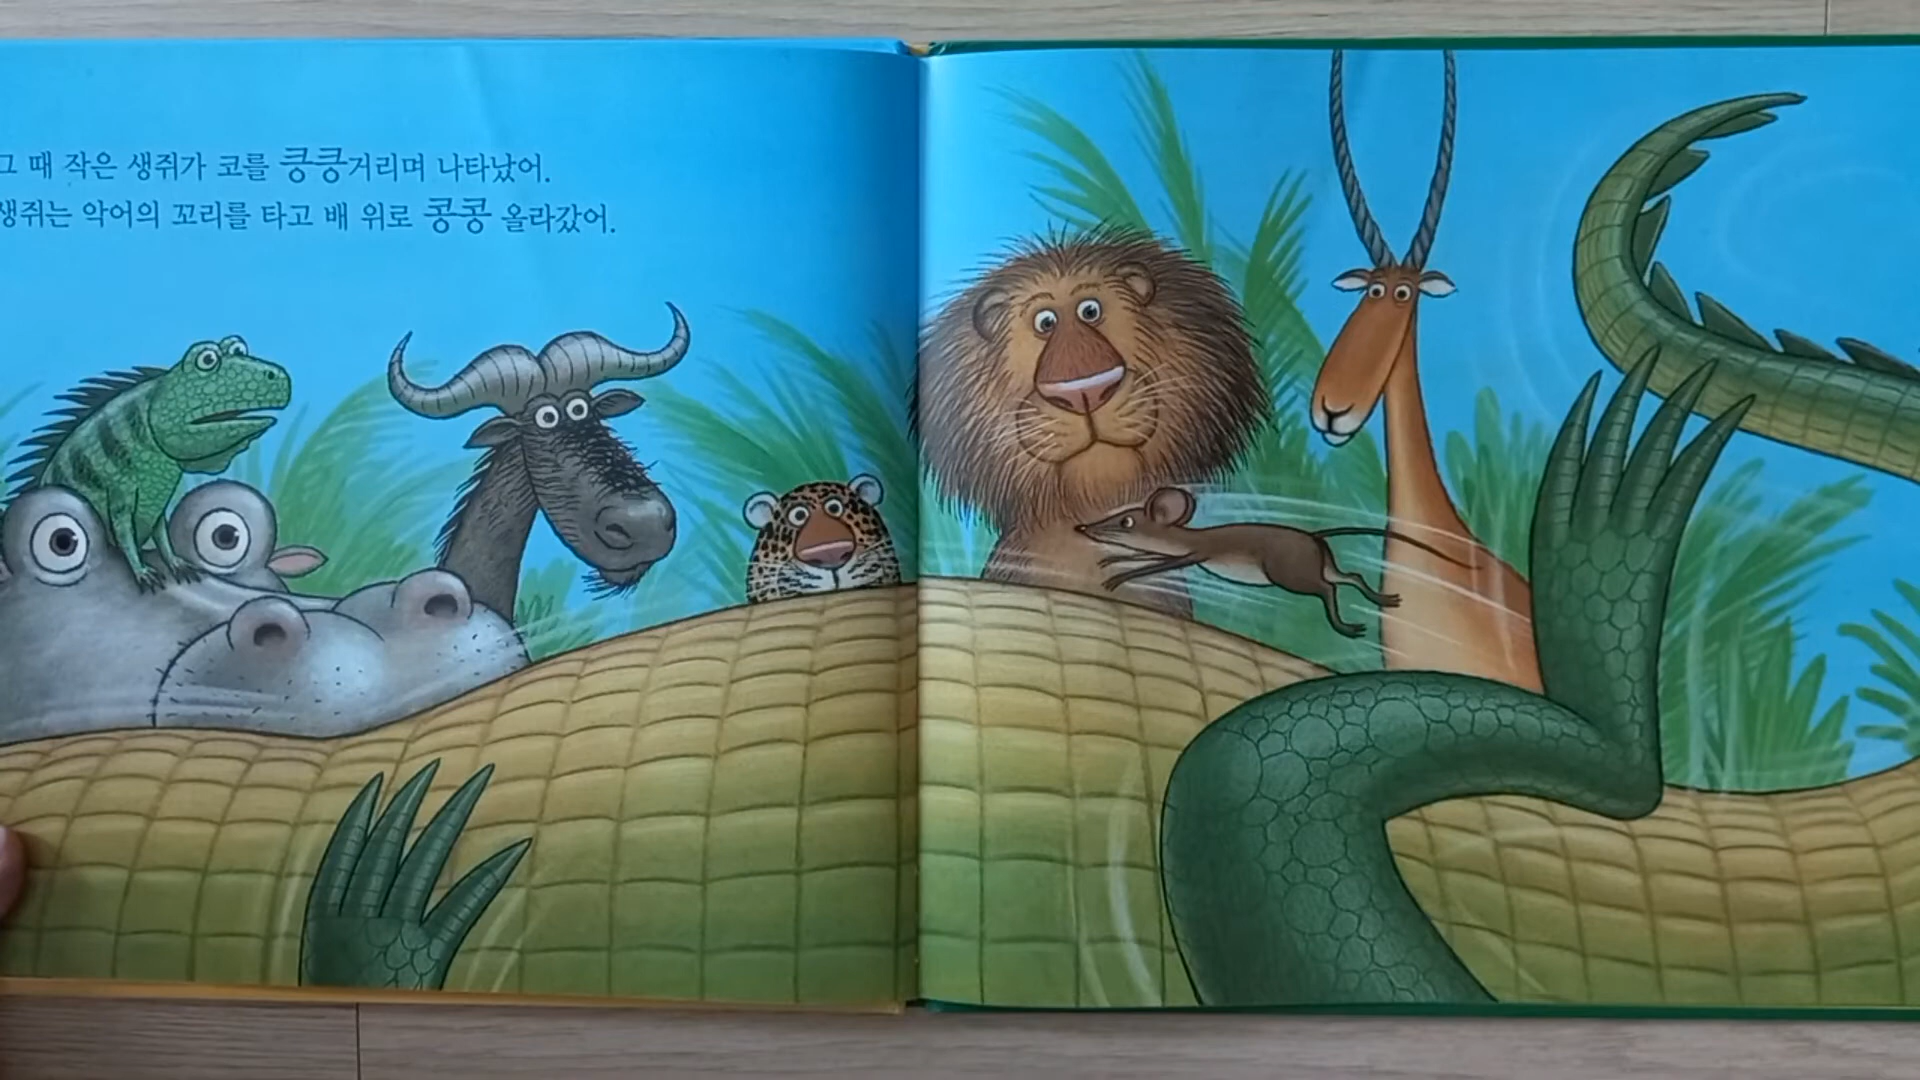 그 때 작은 생쥐가 코를 킁킁거리며 나타났어.
생쥐는 악어의 꼬리를 타고 배 위로 콩콩 올라갔어.